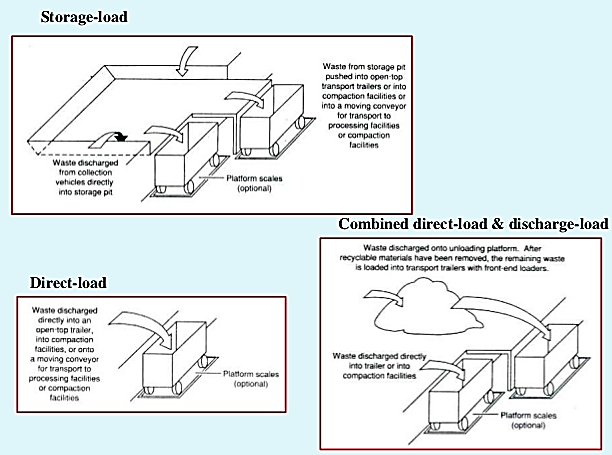 Storage-load
Waste from storage pit
pushed into open-top
transport trailers or into
compaction facilities or
into a moving conveyor
for transport to
processing facilities
or compaction
facilities
Waste discharged
from collection
vehicles directly
into storage pit
Platform scales
(optional)
Combined direct-load & discharge-load
Waste discharged onto unloading platform. After
recyclable materials have been removed, the remaining waste
is loaded into transport trailers with front-end loaders.
Waste discharged directly
into trailer or into
compaction facilities
Platform scales
(optional)
Direct-load
Waste discharged
directly into an
open-top trailer,
into compaction
facilities, or onto
a moving conveyor
for transport to
processing facilities
or compaction
facilities
Platform scales
(optional)